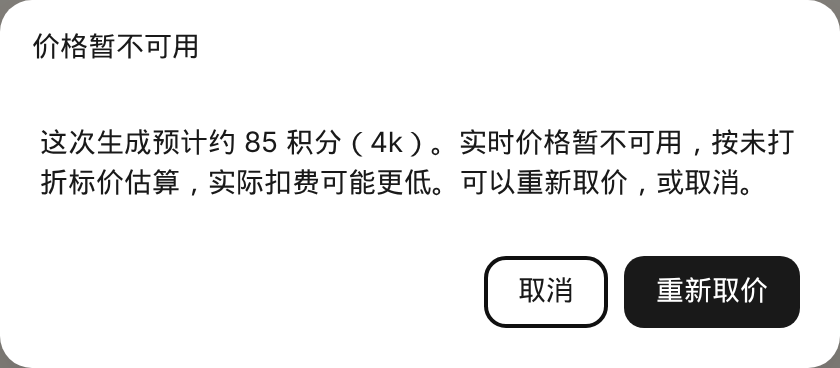 价格暂不可用
这次生成预计约 85 积分（4k）。实时价格暂不可用，按未打
折标价估算，实际扣费可能更低。可以重新取价，或取消。
取消
重新取价